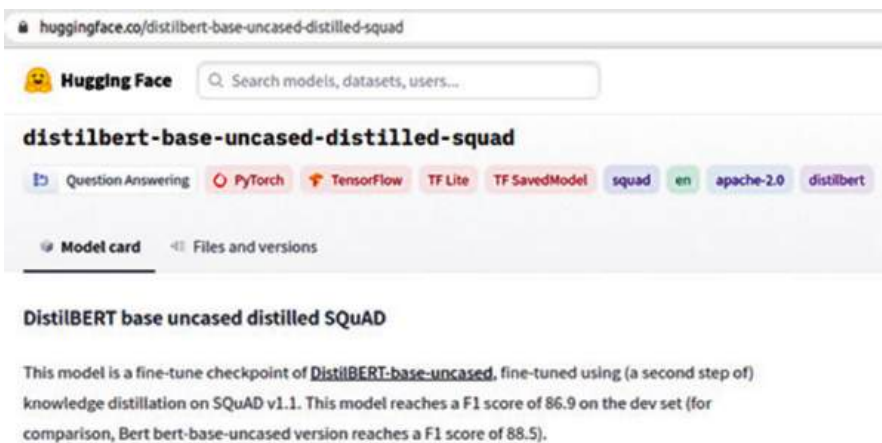 huggingface.co/distilbert-base-uncased-distilled-squad
Hugging Face Search models, datasets, users...
distilbert-base-uncased-distilled-squad
Question Answering PyTorch TensorFlow TF Lite TF SavedModel squad en apache-2.0 distilbert
Model card Files and versions
DistilBERT base uncased distilled SQuAD
This model is a fine-tune checkpoint of DistilBERT-base-uncased, fine-tuned using (a second step of)
knowledge distillation on SQuAD v1.1. This model reaches a F1 score of 86.9 on the dev set (for
comparison, Bert bert-base-uncased version reaches a F1 score of 88.5).